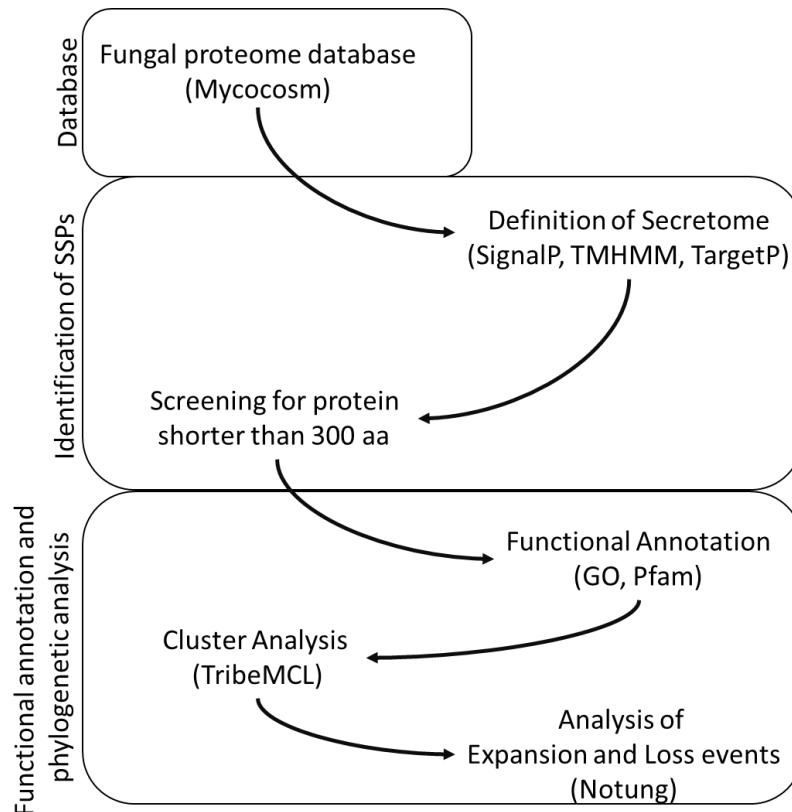 Database
Fungal proteome database
(Mycocosm)
Identification of SSPs
Definition of Secretome
(SignalP, TMHMM, TargetP)
Screening for protein
shorter than 300 aa
Functional annotation and
phylogenetic analysis
Functional Annotation
(GO, Pfam)
Cluster Analysis
(TribeMCL)
Analysis of
Expansion and Loss events
(Notung)